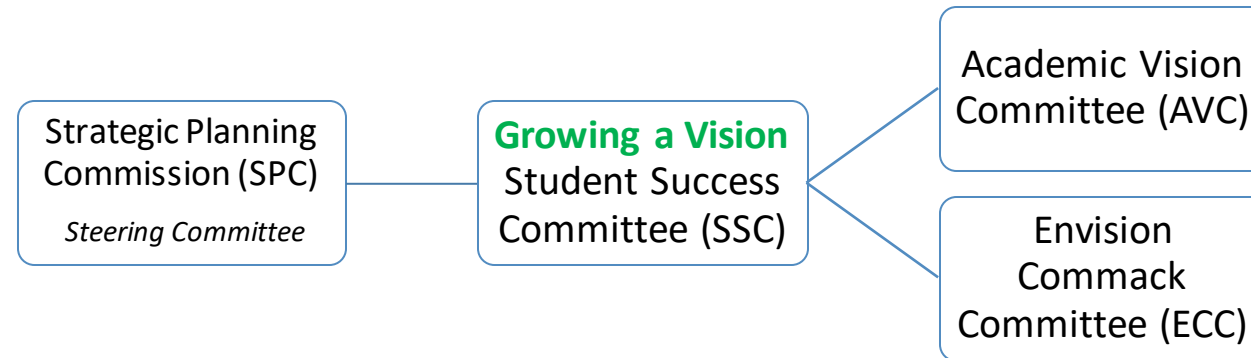 Strategic Planning
Commission (SPC)
Steering Committee
Growing a Vision
Student Success
Committee (SSC)
Academic Vision
Committee (AVC)
Envision
Commack
Committee (ECC)